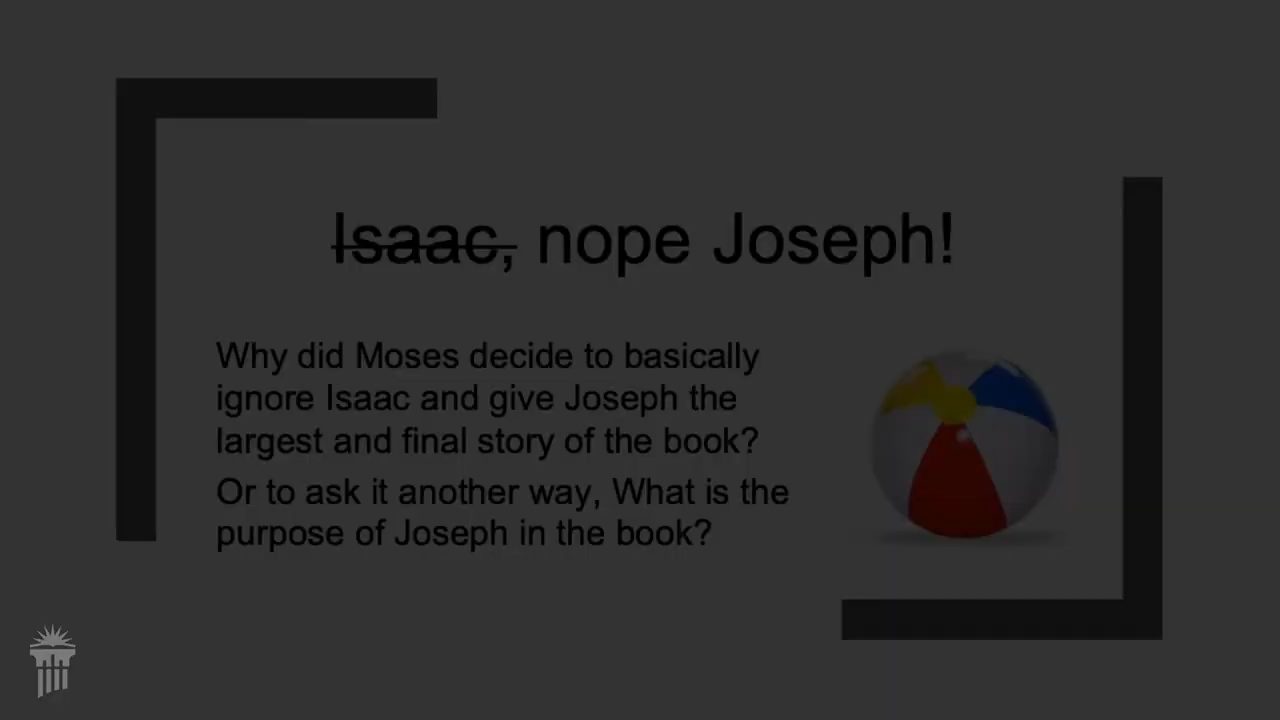 Isaac, nope Joseph!
Why did Moses decide to basically
ignore Isaac and give Joseph the
largest and final story of the book?
Or to ask it another way, What is the
purpose of Joseph in the book?